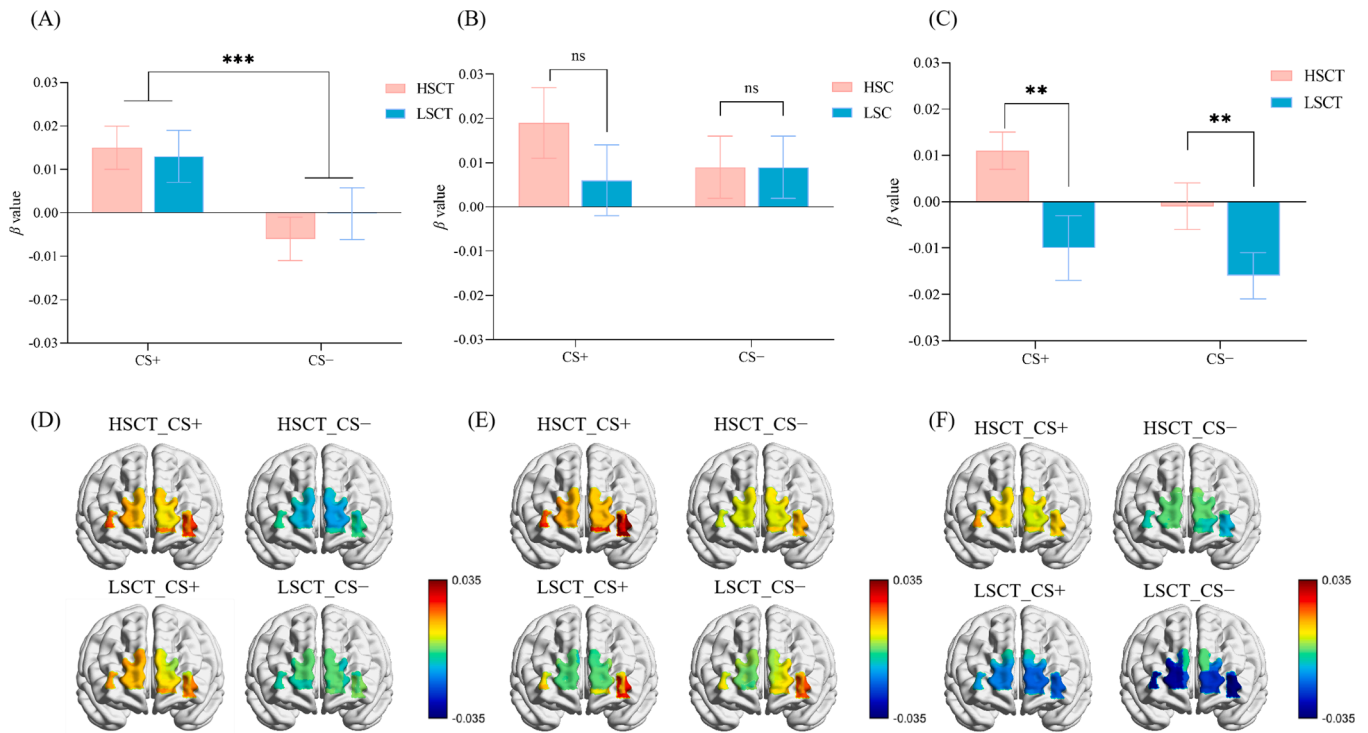 (A)
***
HSCT
LSCT
0.03
0.02
0.01
0.00
-0.01
-0.02
-0.03
β value
CS+
CS−
(B)
ns
ns
HSC
LSC
0.03
0.02
0.01
0.00
-0.01
-0.02
-0.03
β value
CS+
CS−
(C)
**
**
HSCT
LSCT
0.03
0.02
0.01
0.00
-0.01
-0.02
-0.03
β value
CS+
CS−
(D)
HSCT_CS+
HSCT_CS−
LSCT_CS+
LSCT_CS−
0.035
-0.035
(E)
HSCT_CS+
HSCT_CS−
LSCT_CS+
LSCT_CS−
0.035
-0.035
(F)
HSCT_CS+
HSCT_CS−
LSCT_CS+
LSCT_CS−
0.035
-0.035